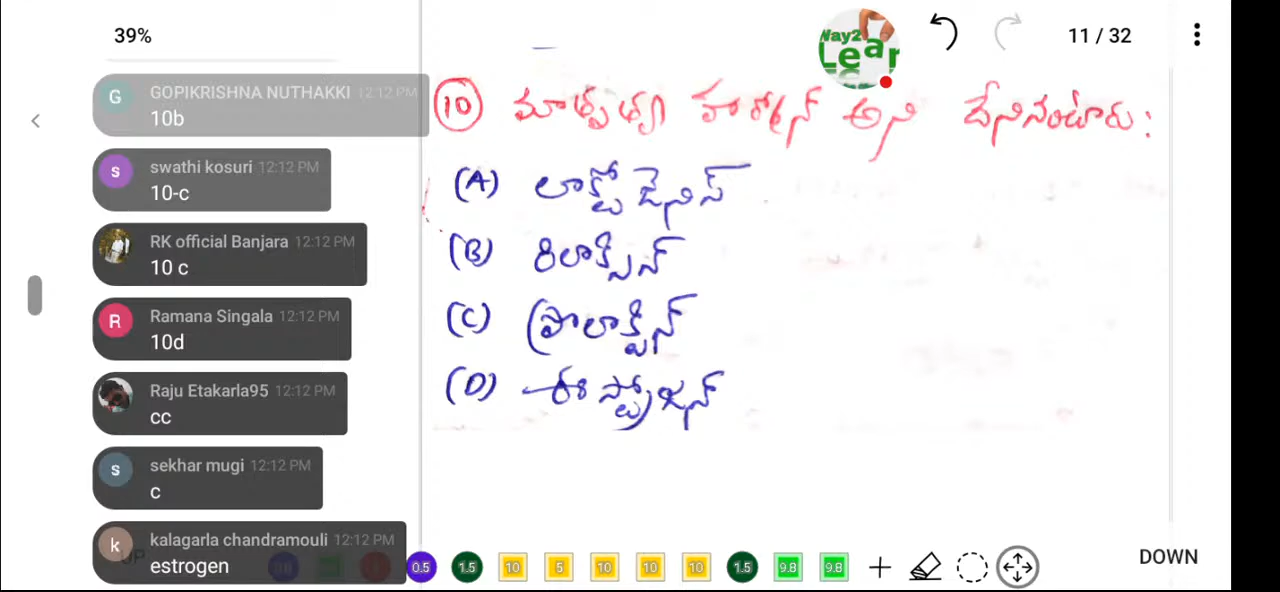 39%
Way2
Lear
11 / 32
GOPIKRISHNA NUTHAKKI 12:12 PM
10b
swathi kosuri 12:12 PM
10-c
RK official Banjara 12:12 PM
10 c
Ramana Singala 12:12 PM
10d
Raju Etakarla95 12:12 PM
cc
sekhar mugi 12:12 PM
c
kalagarla chandramouli 12:12 PM
estrogen
10 మాతృత్వ హార్మోన్ అని దేనినంటారు:
(A) లాక్టోజెనిస్
(B) రిలాక్సిన్
(C) ప్రొలాక్టిన్
(D) ఈస్ట్రోజన్
0.5 1.5 10 5 10 10 10 1.5 9.8 9.8
DOWN